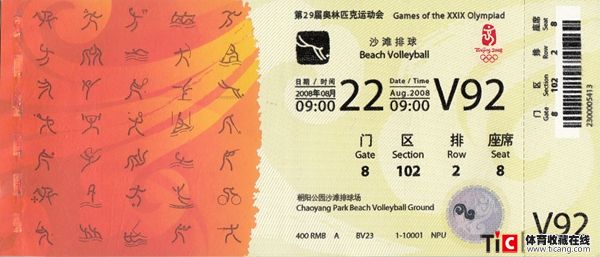 第29届奥林匹克运动会 Games of the XXIX Olympiad
沙滩排球
Beach Volleyball
Beijing 2008
日期 / 时间 Date / Time
2008年08月 22 Aug.2008
09:00 09:00 V92
门 区 排 座席
Gate Section Row Seat
8 102 2 8
朝阳公园沙滩排球场
Chaoyang Park Beach Volleyball Ground
400 RMB A BV23 1-10001 NPU
座席 Seat 8
排 Row 2
区 Section 102
门 Gate 8
2300005413
V92
TIC 体育收藏在线
www.ticang.com